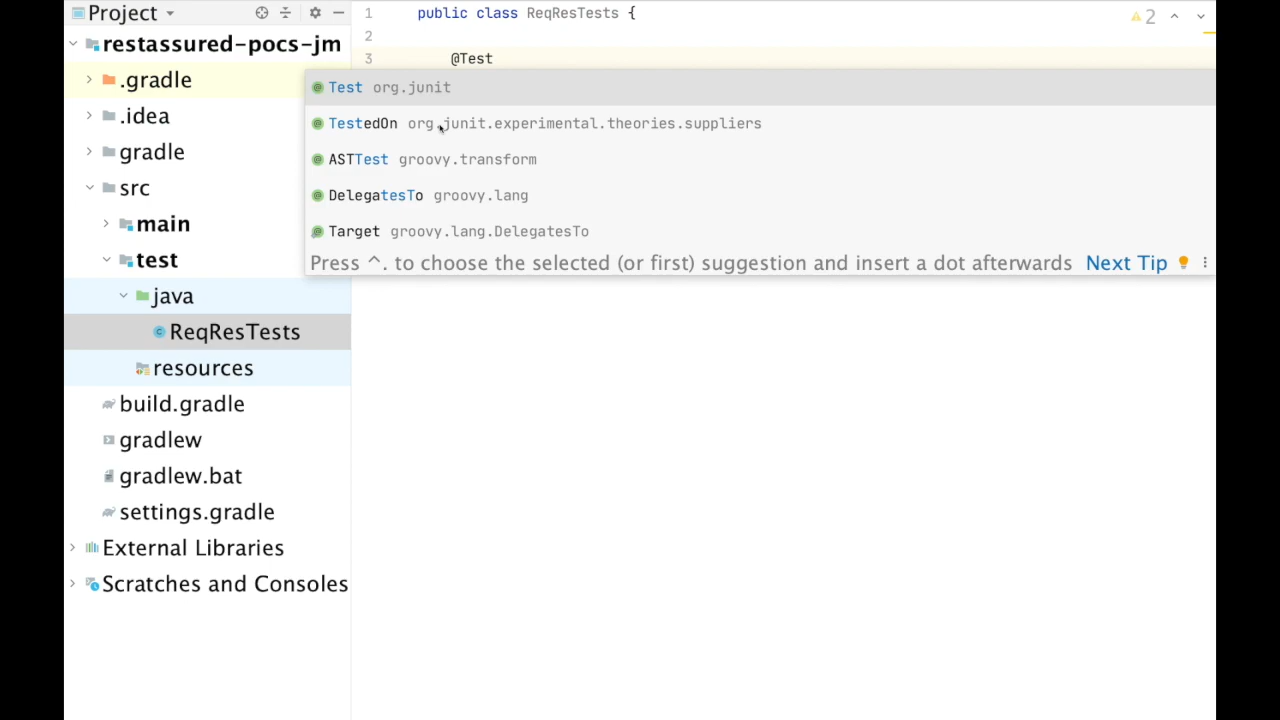 Project
restassured-pocs-jm
.gradle
.idea
gradle
src
main
test
java
ReqResTests
resources
build.gradle
gradlew
gradlew.bat
settings.gradle
External Libraries
Scratches and Consoles
1 public class ReqResTests {
2
3 @Test
2
Test org.junit
TestedOn org.junit.experimental.theories.suppliers
ASTTest groovy.transform
DelegatesTo groovy.lang
Target groovy.lang.DelegatesTo
Press ^. to choose the selected (or first) suggestion and insert a dot afterwards Next Tip